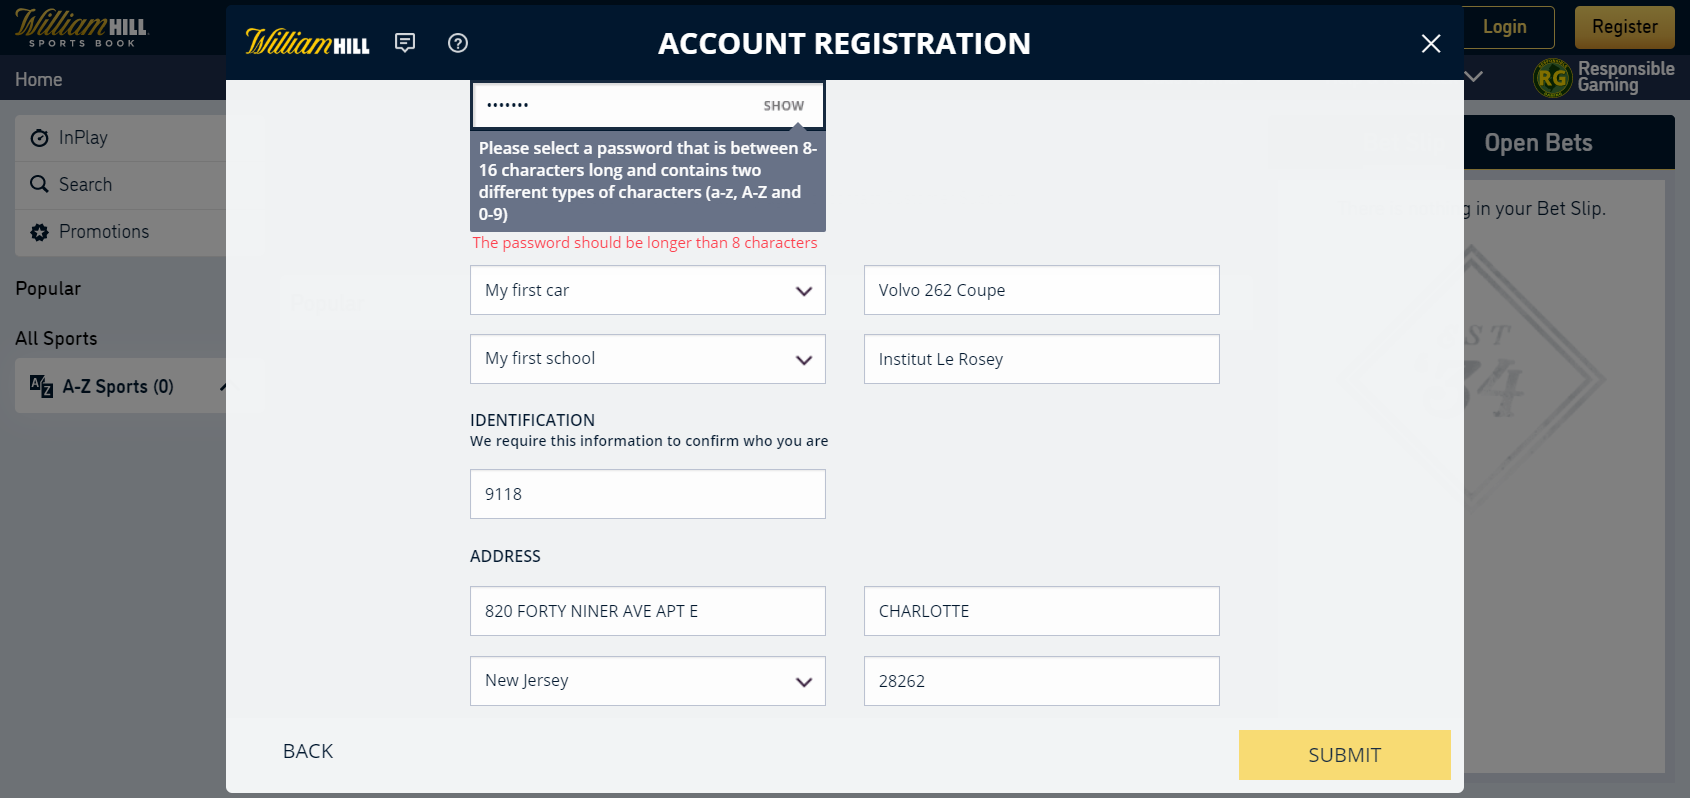 William HILL
SPORTS BOOK
William HILL
ACCOUNT REGISTRATION
Login
Register
Home
Responsible
Gaming
RG
InPlay
Search
Promotions
Popular
All Sports
A-Z Sports (0)
•••••••
SHOW
Please select a password that is between 8-
16 characters long and contains two
different types of characters (a-z, A-Z and
0-9)
The password should be longer than 8 characters
My first car
Volvo 262 Coupe
My first school
Institut Le Rosey
IDENTIFICATION
We require this information to confirm who you are
9118
ADDRESS
820 FORTY NINER AVE APT E
CHARLOTTE
New Jersey
28262
BACK
SUBMIT
Open Bets
in your Bet Slip.